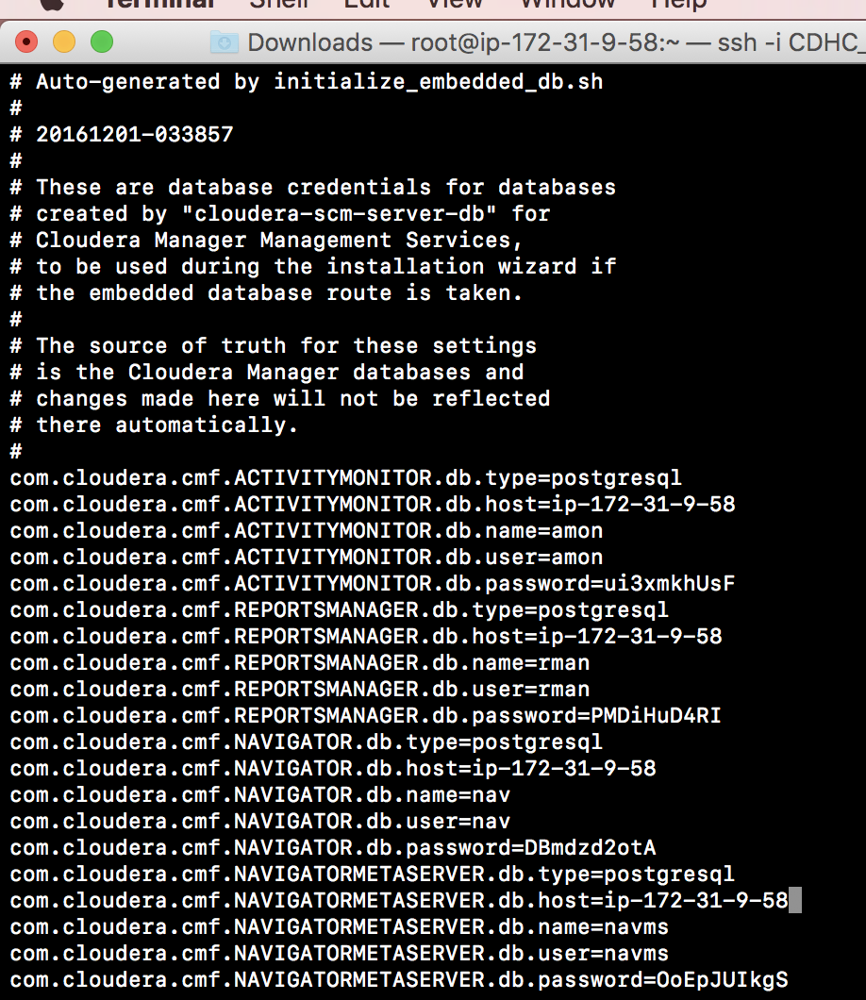 Terminal Shell Edit View Window Help
Downloads — root@ip-172-31-9-58:~ — ssh -i CDHC_
# Auto-generated by initialize_embedded_db.sh
#
# 20161201-033857
#
# These are database credentials for databases
# created by "cloudera-scm-server-db" for
# Cloudera Manager Management Services,
# to be used during the installation wizard if
# the embedded database route is taken.
#
# The source of truth for these settings
# is the Cloudera Manager databases and
# changes made here will not be reflected
# there automatically.
#
com.cloudera.cmf.ACTIVITYMONITOR.db.type=postgresql
com.cloudera.cmf.ACTIVITYMONITOR.db.host=ip-172-31-9-58
com.cloudera.cmf.ACTIVITYMONITOR.db.name=amon
com.cloudera.cmf.ACTIVITYMONITOR.db.user=amon
com.cloudera.cmf.ACTIVITYMONITOR.db.password=ui3xmkhUsF
com.cloudera.cmf.REPORTSMANAGER.db.type=postgresql
com.cloudera.cmf.REPORTSMANAGER.db.host=ip-172-31-9-58
com.cloudera.cmf.REPORTSMANAGER.db.name=rman
com.cloudera.cmf.REPORTSMANAGER.db.user=rman
com.cloudera.cmf.REPORTSMANAGER.db.password=PMDiHuD4RI
com.cloudera.cmf.NAVIGATOR.db.type=postgresql
com.cloudera.cmf.NAVIGATOR.db.host=ip-172-31-9-58
com.cloudera.cmf.NAVIGATOR.db.name=nav
com.cloudera.cmf.NAVIGATOR.db.user=nav
com.cloudera.cmf.NAVIGATOR.db.password=DBmdzd2otA
com.cloudera.cmf.NAVIGATORMETASERVER.db.type=postgresql
com.cloudera.cmf.NAVIGATORMETASERVER.db.host=ip-172-31-9-58
com.cloudera.cmf.NAVIGATORMETASERVER.db.name=navms
com.cloudera.cmf.NAVIGATORMETASERVER.db.user=navms
com.cloudera.cmf.NAVIGATORMETASERVER.db.password=OoEpJUIkgS